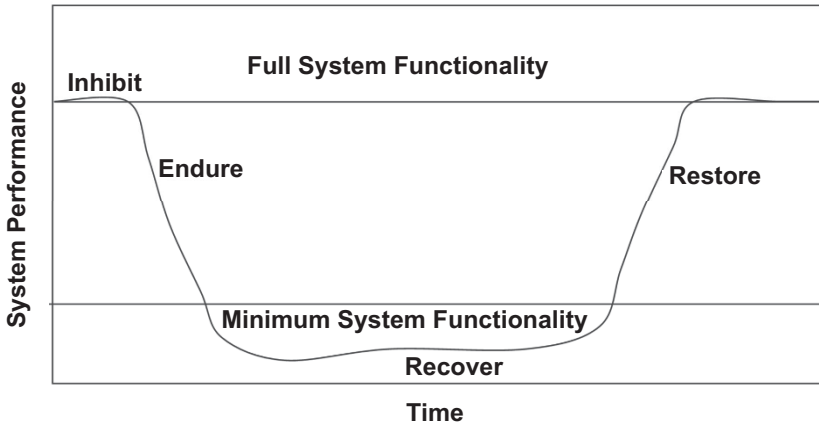 Full System Functionality
Inhibit
Endure
Restore
Minimum System Functionality
Recover
System Performance
Time